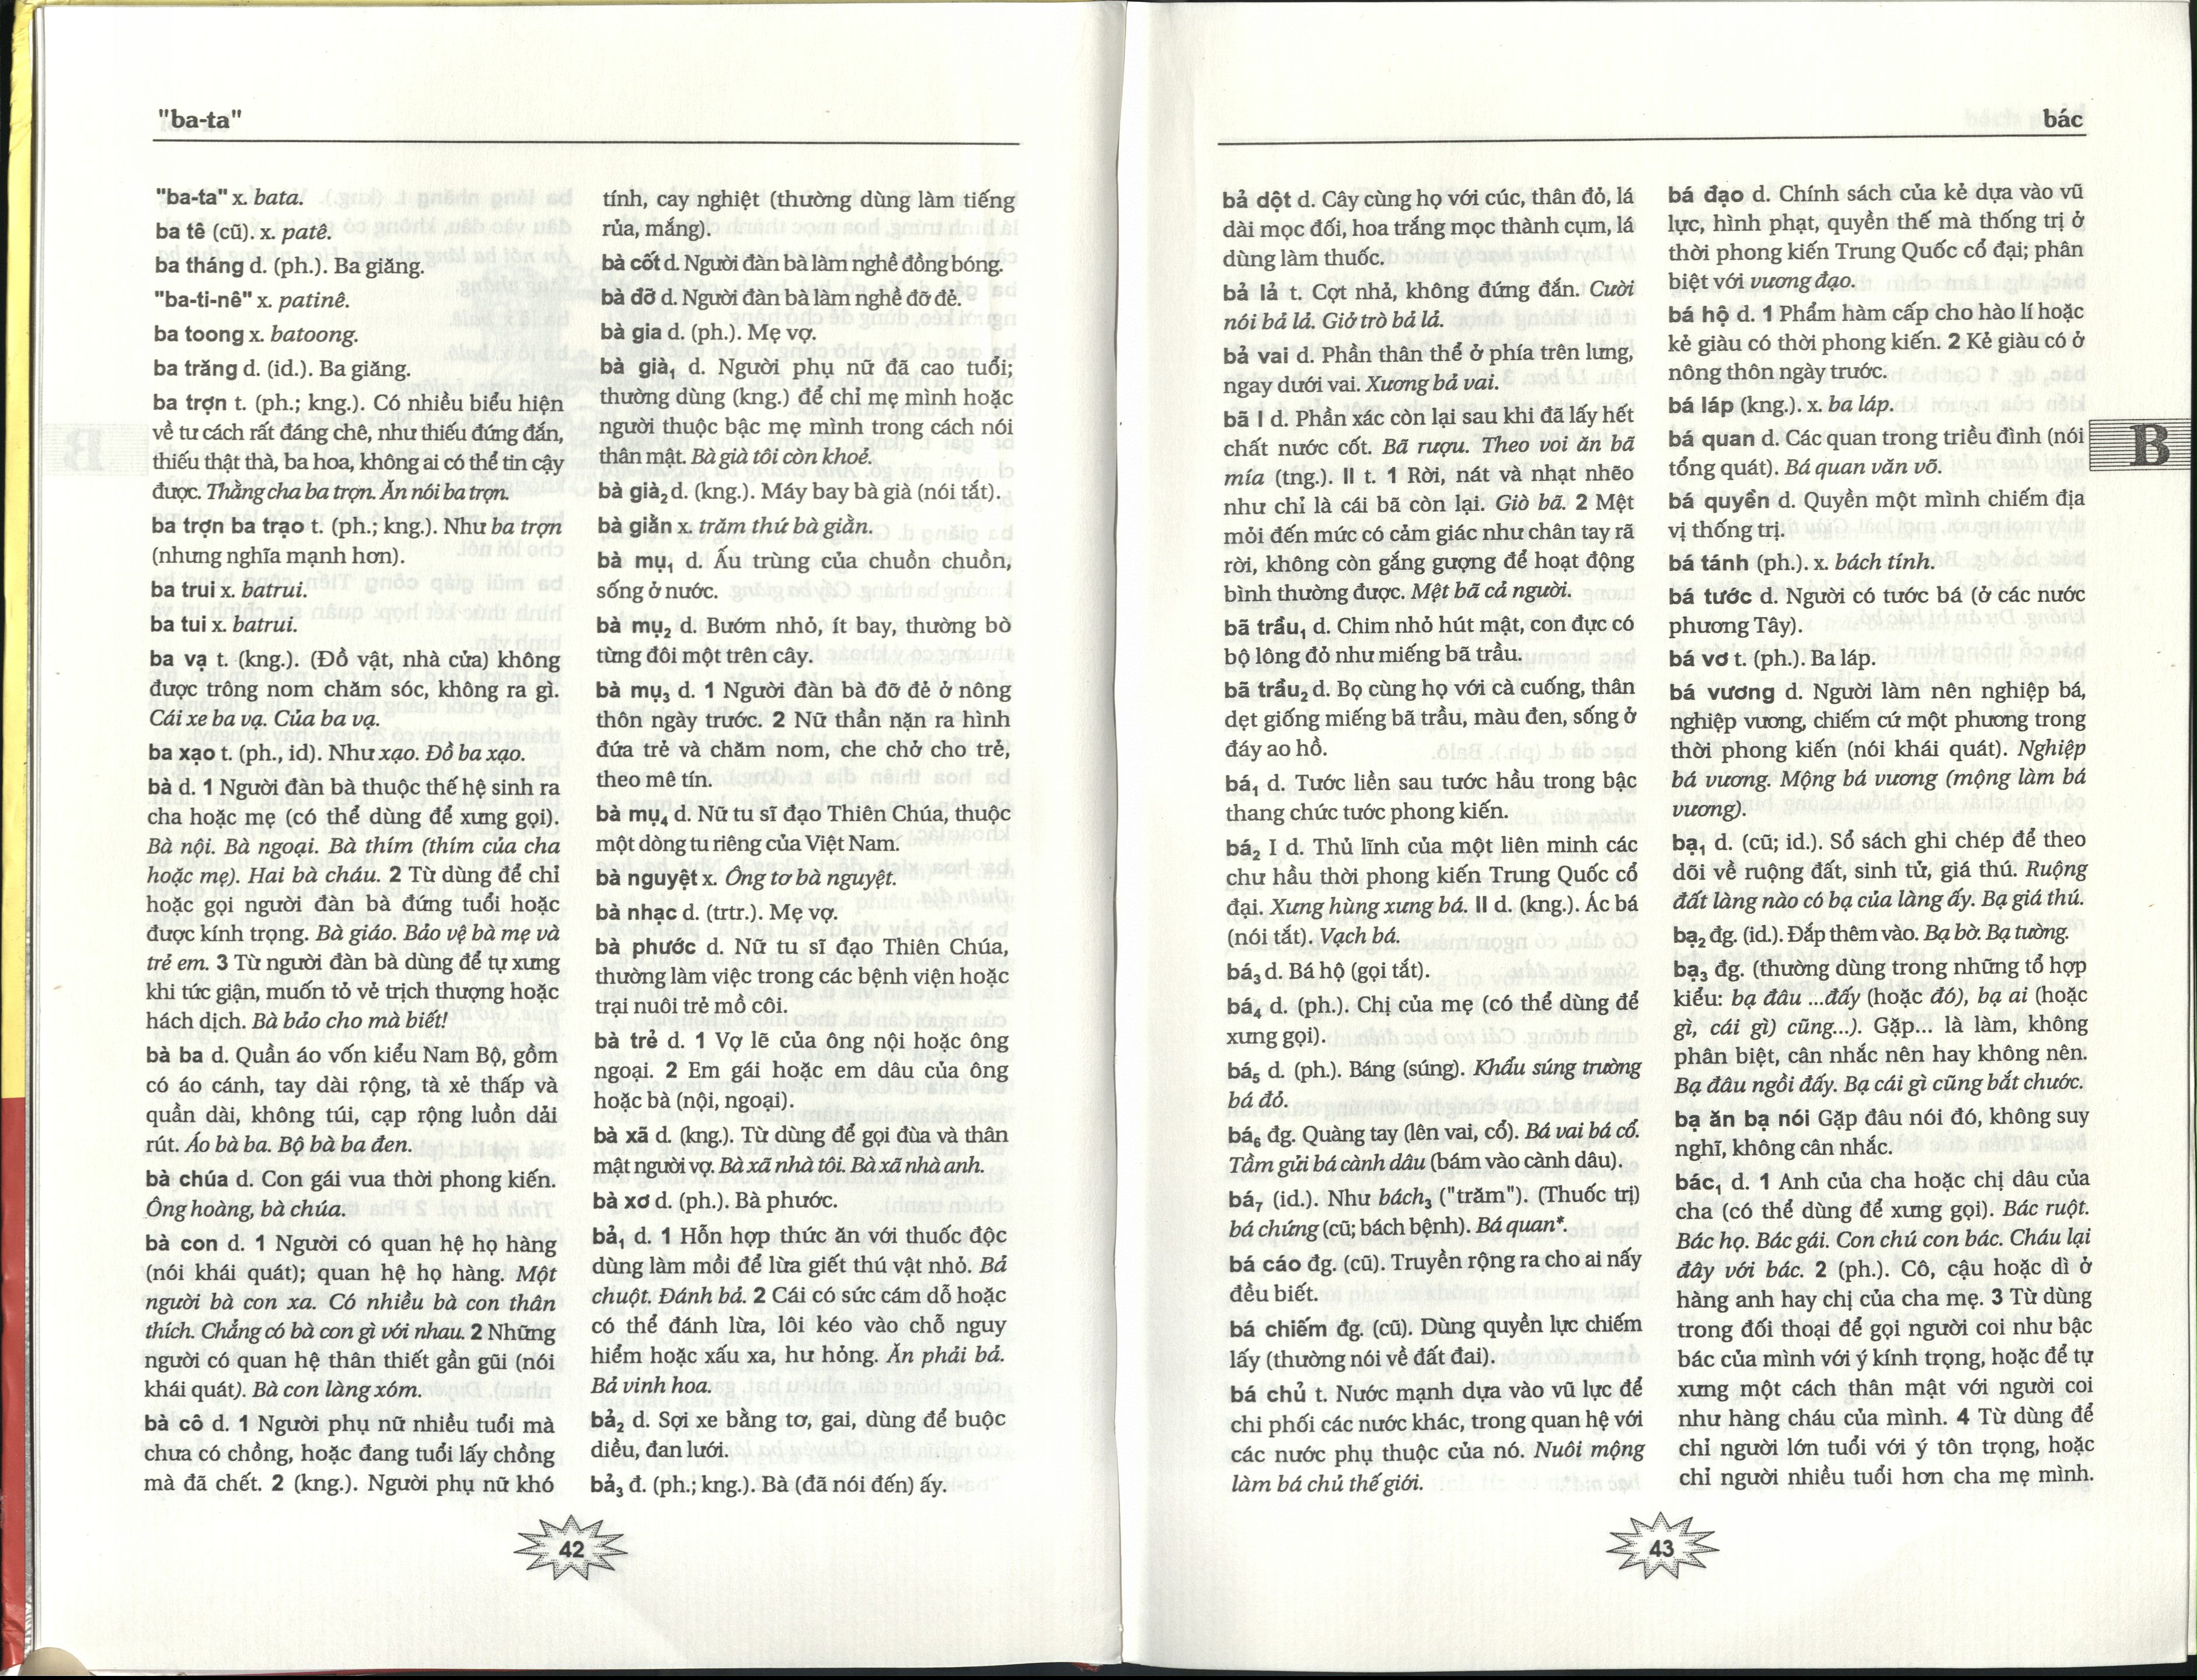 "ba-ta"
"ba-ta" x. bata.
ba tê (cũ). x. patê.
ba tháng d. (ph.). Ba giăng.
"ba-ti-nê" x. patinê.
ba toong x. batoong.
ba trăng d. (id.). Ba giăng.
ba trợn t. (ph.; kng.). Có nhiều biểu hiện
về tư cách rất đáng chê, như thiếu đứng đắn,
thiếu thật thà, ba hoa, không ai có thể tin cậy
được. Thằng cha ba trợn. Ăn nói ba trợn.
ba trợn ba trạo t. (ph.; kng.). Như ba trợn
(nhưng nghĩa mạnh hơn).
ba trui x. batrui.
ba tui x. batrui.
ba vạ t. (kng.). (Đồ vật, nhà cửa) không
được trông nom chăm sóc, không ra gì.
Cái xe ba vạ. Của ba vạ.
ba xạo t. (ph., id). Như xạo. Đồ ba xạo.
bà d. 1 Người đàn bà thuộc thế hệ sinh ra
cha hoặc mẹ (có thể dùng để xưng gọi).
Bà nội. Bà ngoại. Bà thím (thím của cha
hoặc mẹ). Hai bà cháu. 2 Từ dùng để chỉ
hoặc gọi người đàn bà đứng tuổi hoặc
được kính trọng. Bà giáo. Bảo vệ bà mẹ và
trẻ em. 3 Từ người đàn bà dùng để tự xưng
khi tức giận, muốn tỏ vẻ trịch thượng hoặc
hách dịch. Bà bảo cho mà biết!
bà ba d. Quần áo vốn kiểu Nam Bộ, gồm
có áo cánh, tay dài rộng, tà xẻ thấp và
quần dài, không túi, cạp rộng luồn dải
rút. Áo bà ba. Bộ bà ba đen.
bà chúa d. Con gái vua thời phong kiến.
Ông hoàng, bà chúa.
bà con d. 1 Người có quan hệ họ hàng
(nói khái quát); quan hệ họ hàng. Một
người bà con xa. Có nhiều bà con thân
thích. Chẳng có bà con gì với nhau. 2 Những
người có quan hệ thân thiết gần gũi (nói
khái quát). Bà con làng xóm.
bà cô d. 1 Người phụ nữ nhiều tuổi mà
chưa có chồng, hoặc đang tuổi lấy chồng
mà đã chết. 2 (kng.). Người phụ nữ khó
tính, cay nghiệt (thường dùng làm tiếng
rủa, mắng).
bà cốt d. Người đàn bà làm nghề đồng bóng.
bà đỡ d. Người đàn bà làm nghề đỡ đẻ.
bà gia d. (ph.). Mẹ vợ.
bà già₁ d. Người phụ nữ đã cao tuổi;
thường dùng (kng.) để chỉ mẹ mình hoặc
người thuộc bậc mẹ mình trong cách nói
thân mật. Bà già tôi còn khoẻ.
bà già₂ d. (kng.). Máy bay bà già (nói tắt).
bà giằn x. trăm thứ bà giằn.
bà mụ₁ d. Ấu trùng của chuồn chuồn,
sống ở nước.
bà mụ₂ d. Bướm nhỏ, ít bay, thường bò
từng đôi một trên cây.
bà mụ₃ d. 1 Người đàn bà đỡ đẻ ở nông
thôn ngày trước. 2 Nữ thần nặn ra hình
đứa trẻ và chăm nom, che chở cho trẻ,
theo mê tín.
bà mụ₄ d. Nữ tu sĩ đạo Thiên Chúa, thuộc
một dòng tu riêng của Việt Nam.
bà nguyệt x. Ông tơ bà nguyệt.
bà nhạc d. (trtr.). Mẹ vợ.
bà phước d. Nữ tu sĩ đạo Thiên Chúa,
thường làm việc trong các bệnh viện hoặc
trại nuôi trẻ mồ côi.
bà trẻ d. 1 Vợ lẽ của ông nội hoặc ông
ngoại. 2 Em gái hoặc em dâu của ông
hoặc bà (nội, ngoại).
bà xã d. (kng.). Từ dùng để gọi đùa và thân
mật người vợ. Bà xã nhà tôi. Bà xã nhà anh.
bà xơ d. (ph.). Bà phước.
bả₁ d. 1 Hỗn hợp thức ăn với thuốc độc
dùng làm mồi để lừa giết thú vật nhỏ. Bả
chuột. Đánh bả. 2 Cái có sức cám dỗ hoặc
có thể đánh lừa, lôi kéo vào chỗ nguy
hiểm hoặc xấu xa, hư hỏng. Ăn phải bả.
Bả vinh hoa.
bả₂ d. Sợi xe bằng tơ, gai, dùng để buộc
diều, đan lưới.
bả₃ đ. (ph.; kng.). Bà (đã nói đến) ấy.
42
bác
bả dột d. Cây cùng họ với cúc, thân đỏ, lá
dài mọc đối, hoa trắng mọc thành cụm, lá
dùng làm thuốc.
bả lả t. Cợt nhả, không đứng đắn. Cười
nói bả lả. Giở trò bả lả.
bả vai d. Phần thân thể ở phía trên lưng,
ngay dưới vai. Xương bả vai.
bã I d. Phần xác còn lại sau khi đã lấy hết
chất nước cốt. Bã rượu. Theo voi ăn bã
mía (tng.). II t. 1 Rời, nát và nhạt nhẽo
như chỉ là cái bã còn lại. Giò bã. 2 Mệt
mỏi đến mức có cảm giác như chân tay rã
rời, không còn gắng gượng để hoạt động
bình thường được. Mệt bã cả người.
bã trầu₁ d. Chim nhỏ hút mật, con đực có
bộ lông đỏ như miếng bã trầu.
bã trầu₂ d. Bọ cùng họ với cà cuống, thân
dẹt giống miếng bã trầu, màu đen, sống ở
đáy ao hồ.
bá₁ d. Tước liền sau tước hầu trong bậc
thang chức tước phong kiến.
bá₂ I d. Thủ lĩnh của một liên minh các
chư hầu thời phong kiến Trung Quốc cổ
đại. Xưng hùng xưng bá. II d. (kng.). Ác bá
(nói tắt). Vạch bá.
bá₃ d. Bá hộ (gọi tắt).
bá₄ d. (ph.). Chị của mẹ (có thể dùng để
xưng gọi).
bá₅ d. (ph.). Báng (súng). Khẩu súng trường
bá đỏ.
bá₆ đg. Quàng tay (lên vai, cổ). Bá vai bá cổ.
Tầm gửi bá cành dâu (bám vào cành dâu).
bá₇ (id.). Như bách₃ ("trăm"). (Thuốc trị)
bá chứng (cũ; bách bệnh). Bá quan*.
bá cáo đg. (cũ). Truyền rộng ra cho ai nấy
đều biết.
bá chiếm đg. (cũ). Dùng quyền lực chiếm
lấy (thường nói về đất đai).
bá chủ t. Nước mạnh dựa vào vũ lực để
chi phối các nước khác, trong quan hệ với
các nước phụ thuộc của nó. Nuôi mộng
làm bá chủ thế giới.
bá đạo d. Chính sách của kẻ dựa vào vũ
lực, hình phạt, quyền thế mà thống trị ở
thời phong kiến Trung Quốc cổ đại; phân
biệt với vương đạo.
bá hộ d. 1 Phẩm hàm cấp cho hào lí hoặc
kẻ giàu có thời phong kiến. 2 Kẻ giàu có ở
nông thôn ngày trước.
bá láp (kng.). x. ba láp.
bá quan d. Các quan trong triều đình (nói
tổng quát). Bá quan văn võ.
bá quyền d. Quyền một mình chiếm địa
vị thống trị.
bá tánh (ph.). x. bách tính.
bá tước d. Người có tước bá (ở các nước
phương Tây).
bá vơ t. (ph.). Ba láp.
bá vương d. Người làm nên nghiệp bá,
nghiệp vương, chiếm cứ một phương trong
thời phong kiến (nói khái quát). Nghiệp
bá vương. Mộng bá vương (mộng làm bá
vương).
bạ₁ d. (cũ; id.). Sổ sách ghi chép để theo
dõi về ruộng đất, sinh tử, giá thú. Ruộng
đất làng nào có bạ của làng ấy. Bạ giá thú.
bạ₂ đg. (id.). Đắp thêm vào. Bạ bờ. Bạ tường.
bạ₃ đg. (thường dùng trong những tổ hợp
kiểu: bạ đâu ...đấy (hoặc đó), bạ ai (hoặc
gì, cái gì) cũng...). Gặp... là làm, không
phân biệt, cân nhắc nên hay không nên.
Bạ đâu ngồi đấy. Bạ cái gì cũng bắt chước.
bạ ăn bạ nói Gặp đâu nói đó, không suy
nghĩ, không cân nhắc.
bác₁ d. 1 Anh của cha hoặc chị dâu của
cha (có thể dùng để xưng gọi). Bác ruột.
Bác họ. Bác gái. Con chú con bác. Cháu lại
đây với bác. 2 (ph.). Cô, cậu hoặc dì ở
hàng anh hay chị của cha mẹ. 3 Từ dùng
trong đối thoại để gọi người coi như bậc
bác của mình với ý kính trọng, hoặc để tự
xưng một cách thân mật với người coi
như hàng cháu của mình. 4 Từ dùng để
chỉ người lớn tuổi với ý tôn trọng, hoặc
chỉ người nhiều tuổi hơn cha mẹ mình.
B
43